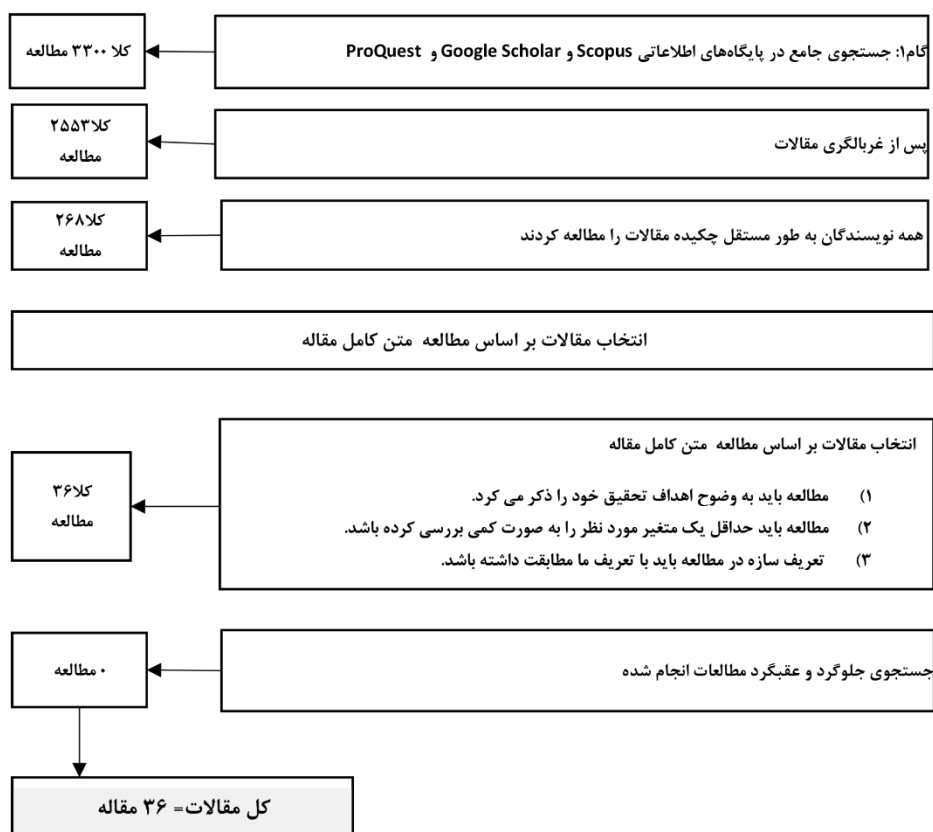 گام۱: جستجوی جامع در پایگاه‌های اطلاعاتی Scopus و Google Scholar و ProQuest
کلا ۳۳۰۰ مطالعه
پس از غربالگری مقالات
کلا۲۵۵۳
مطالعه
همه نویسندگان به طور مستقل چکیده مقالات را مطالعه کردند
کلا۲۶۸
مطالعه
انتخاب مقالات بر اساس مطالعه متن کامل مقاله
انتخاب مقالات بر اساس مطالعه متن کامل مقاله
۱) مطالعه باید به وضوح اهداف تحقیق خود را ذکر می کرد.
۲) مطالعه باید حداقل یک متغیر مورد نظر را به صورت کمی بررسی کرده باشد.
۳) تعریف سازه در مطالعه باید با تعریف ما مطابقت داشته باشد.
کلا۳۶
مطالعه
جستجوی جلوگرد و عقبگرد مطالعات انجام شده
۰ مطالعه
کل مقالات= ۳۶ مقاله